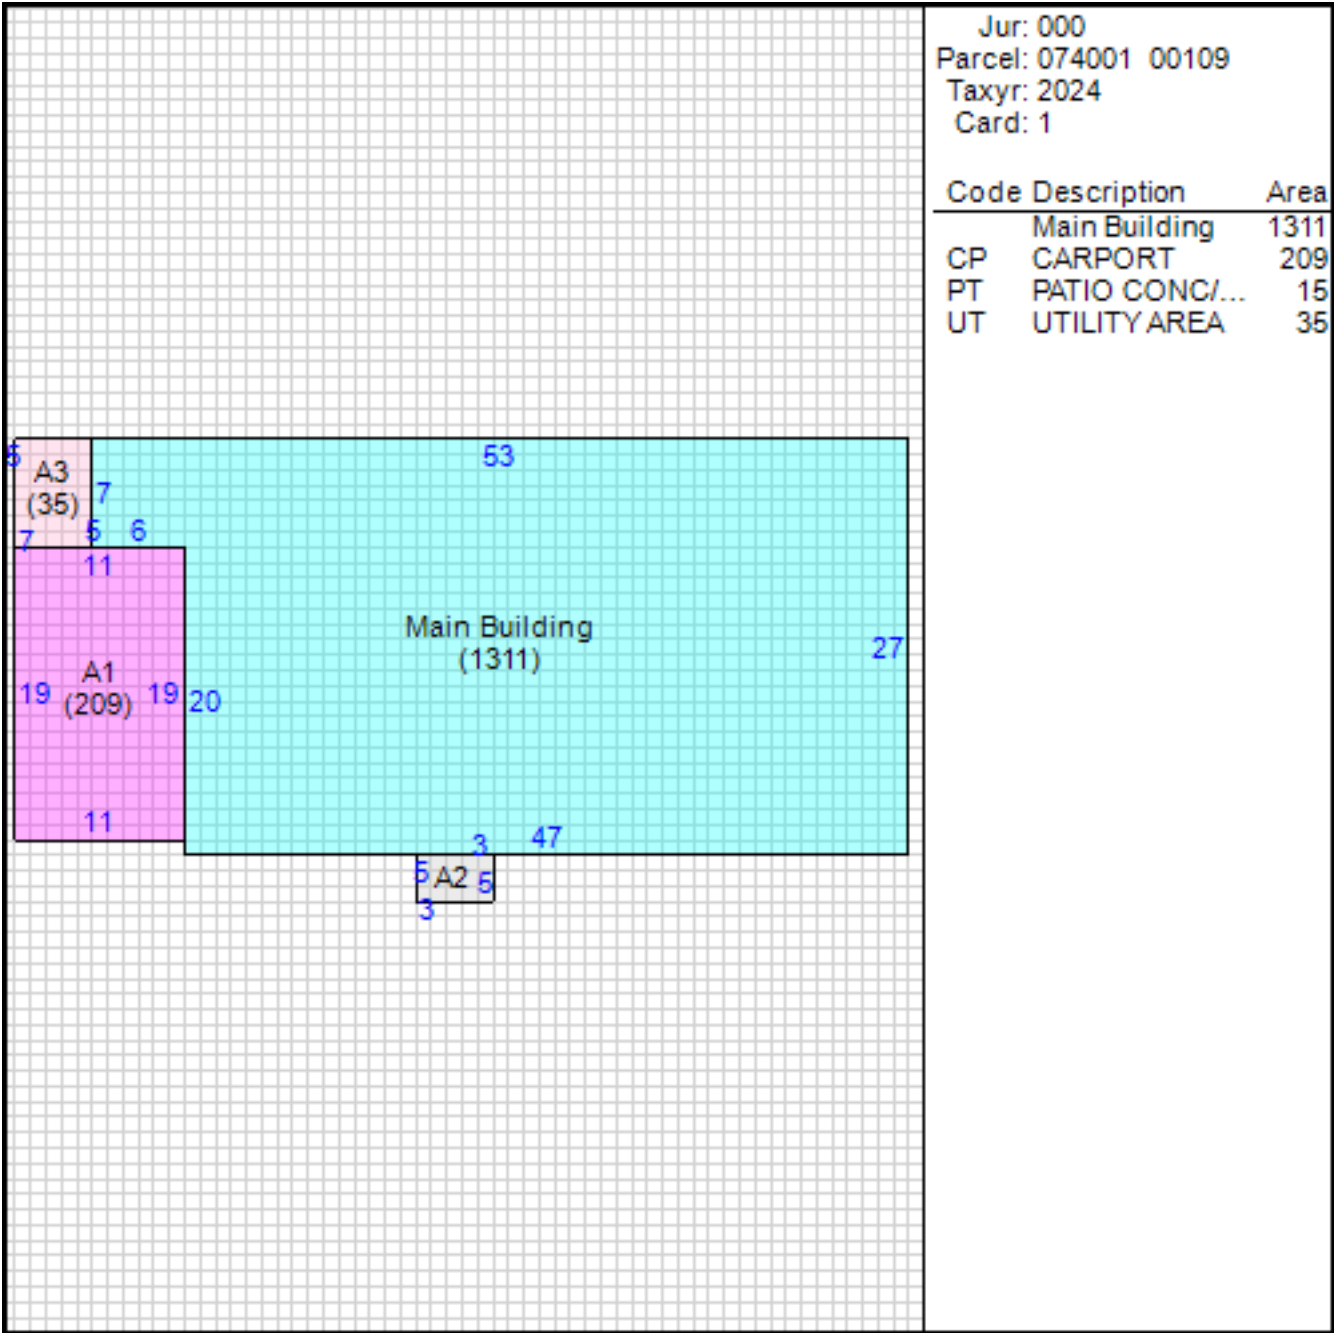 Jur: 000
Parcel: 074001 00109
Taxyr: 2024
Card: 1
Code Description Area
Main Building 1311
CP CARPORT 209
PT PATIO CONC/... 15
UT UTILITY AREA 35
5
53
A3
(35)
7
7
5
6
11
Main Building
(1311)
27
A1
(209)
19
19
20
11
3
47
5
A2
5
3